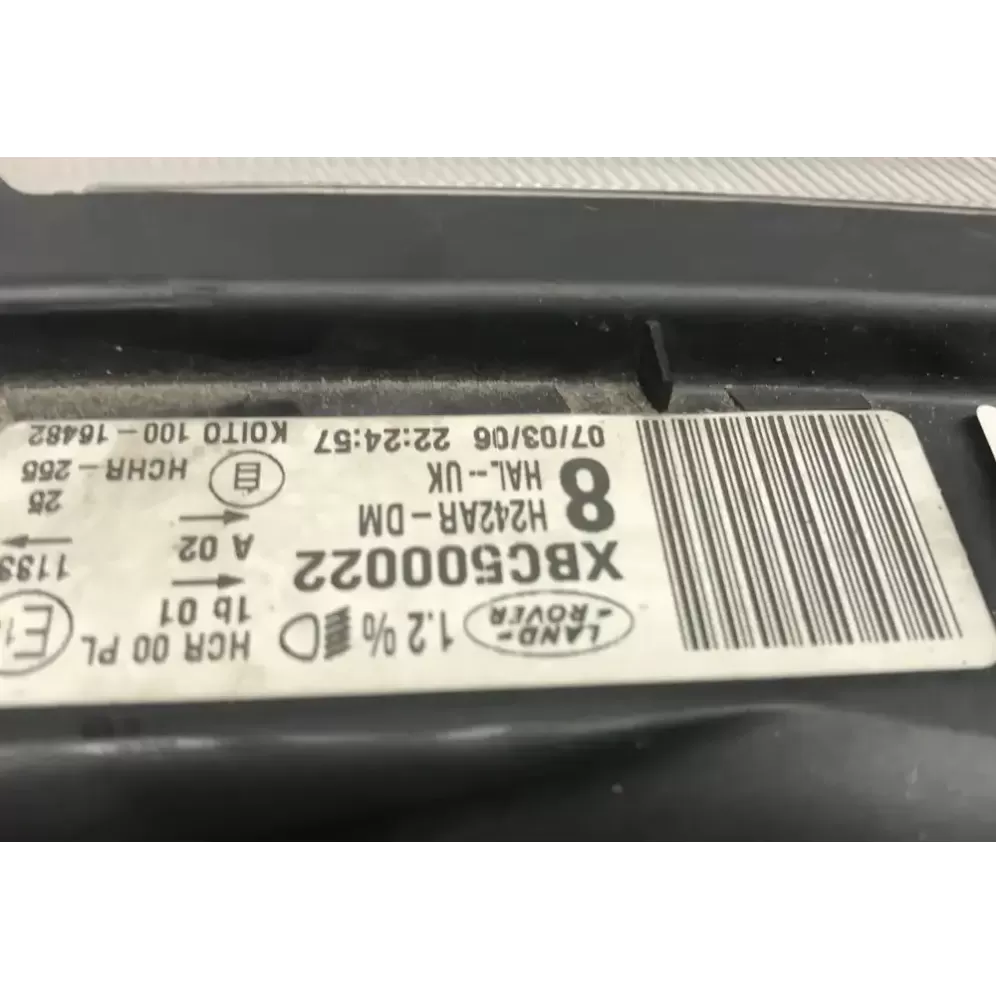 LAND-
-ROVER
1.2%
HCR 00 PL
1b 01
XBC500022
A 02
H242AR-DM
25
8
HAL-UK
HCHR-255
07/03/06 22:24:57
KOITO 100-16482